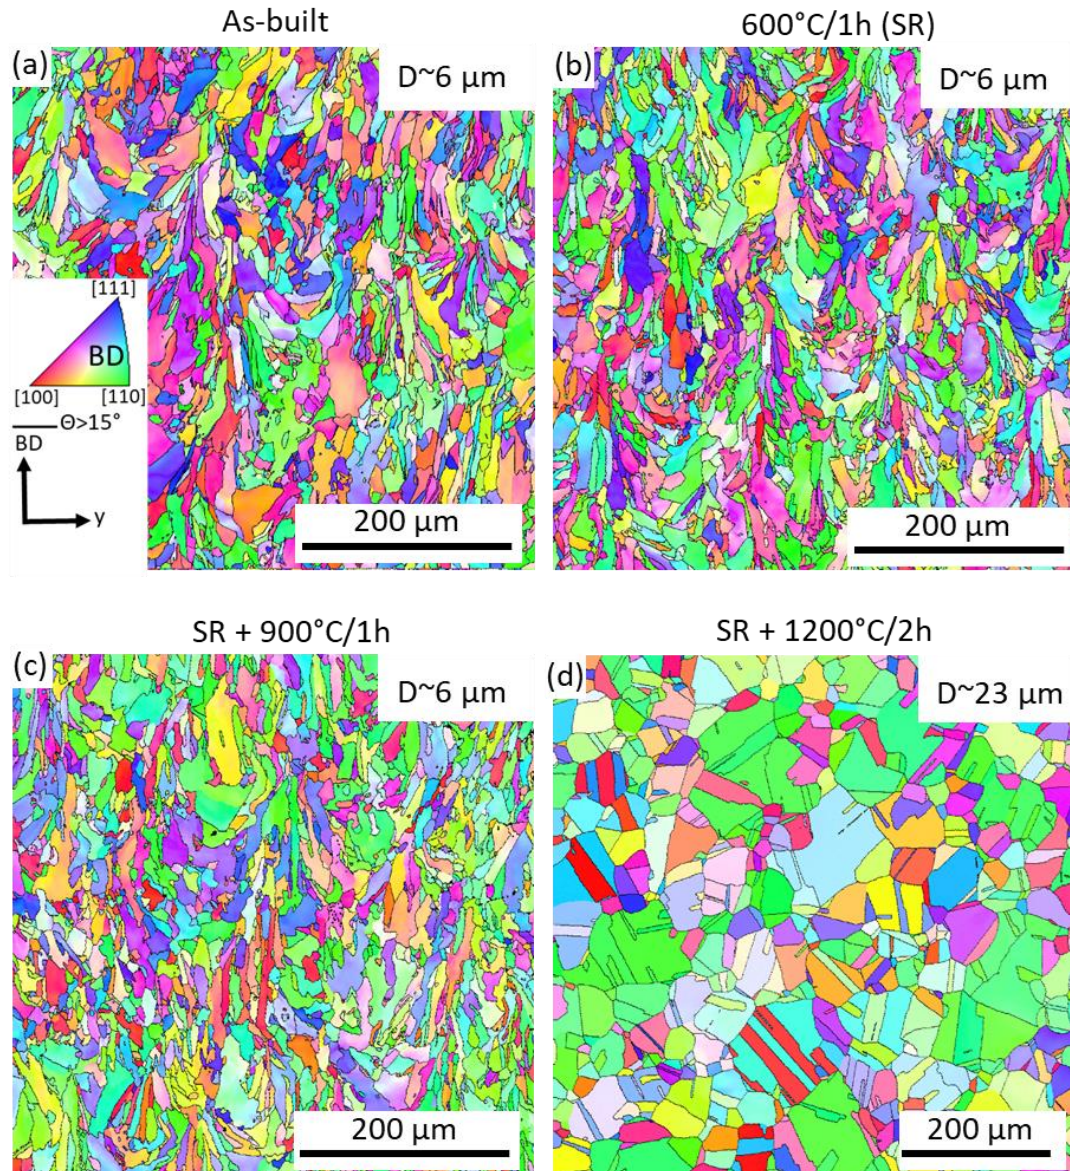 As-built
600°C/1h (SR)
(a)
D~6 μm
(b)
D~6 μm
[111]
BD
[100]
[110]
Θ>15°
BD
y
200 μm
200 μm
SR + 900°C/1h
SR + 1200°C/2h
(c)
D~6 μm
(d)
D~23 μm
200 μm
200 μm